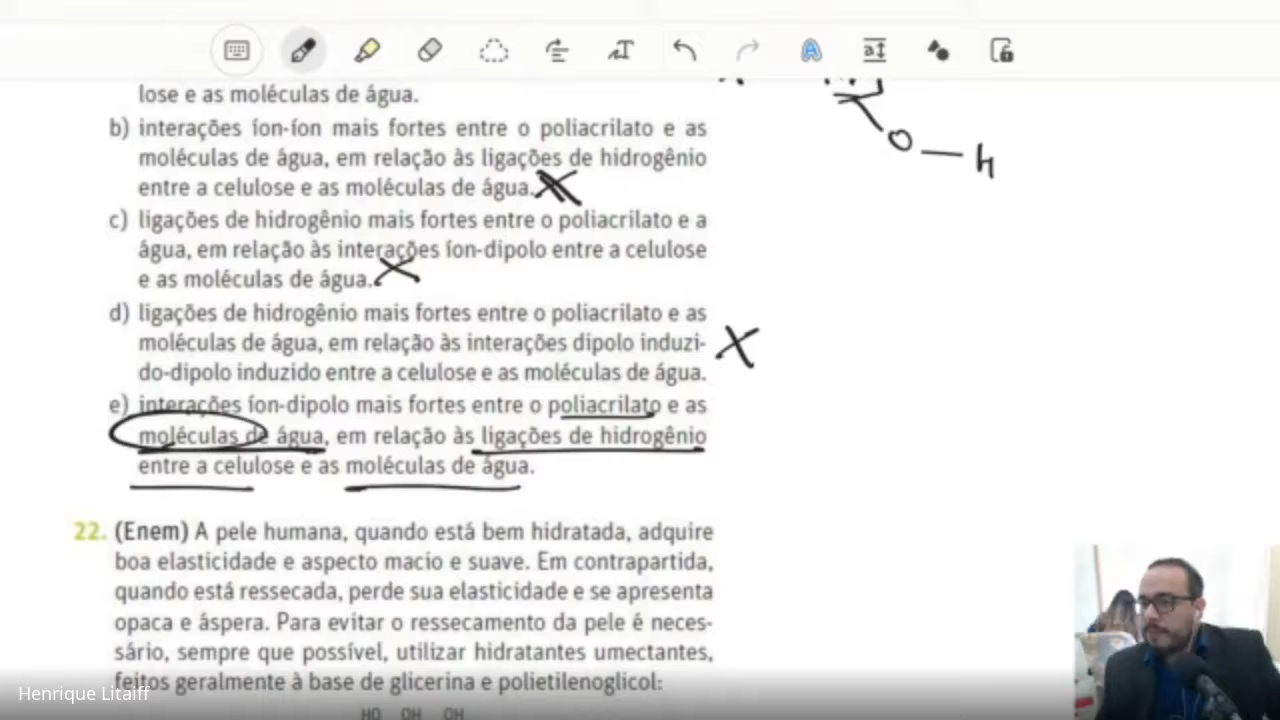 lose e as moléculas de água.
O — H
b) interações íon-íon mais fortes entre o poliacrilato e as
moléculas de água, em relação às ligações de hidrogênio
entre a celulose e as moléculas de água.
c) ligações de hidrogênio mais fortes entre o poliacrilato e a
água, em relação às interações íon-dipolo entre a celulose
e as moléculas de água.
d) ligações de hidrogênio mais fortes entre o poliacrilato e as
moléculas de água, em relação às interações dipolo induzi-
do-dipolo induzido entre a celulose e as moléculas de água.
e) interações íon-dipolo mais fortes entre o poliacrilato e as
moléculas de água, em relação às ligações de hidrogênio
entre a celulose e as moléculas de água.
22. (Enem) A pele humana, quando está bem hidratada, adquire
boa elasticidade e aspecto macio e suave. Em contrapartida,
quando está ressecada, perde sua elasticidade e se apresenta
opaca e áspera. Para evitar o ressecamento da pele é neces-
sário, sempre que possível, utilizar hidratantes umectantes,
feitos geralmente à base de glicerina e polietilenoglicol:
HO OH OH
Henrique Litaiff